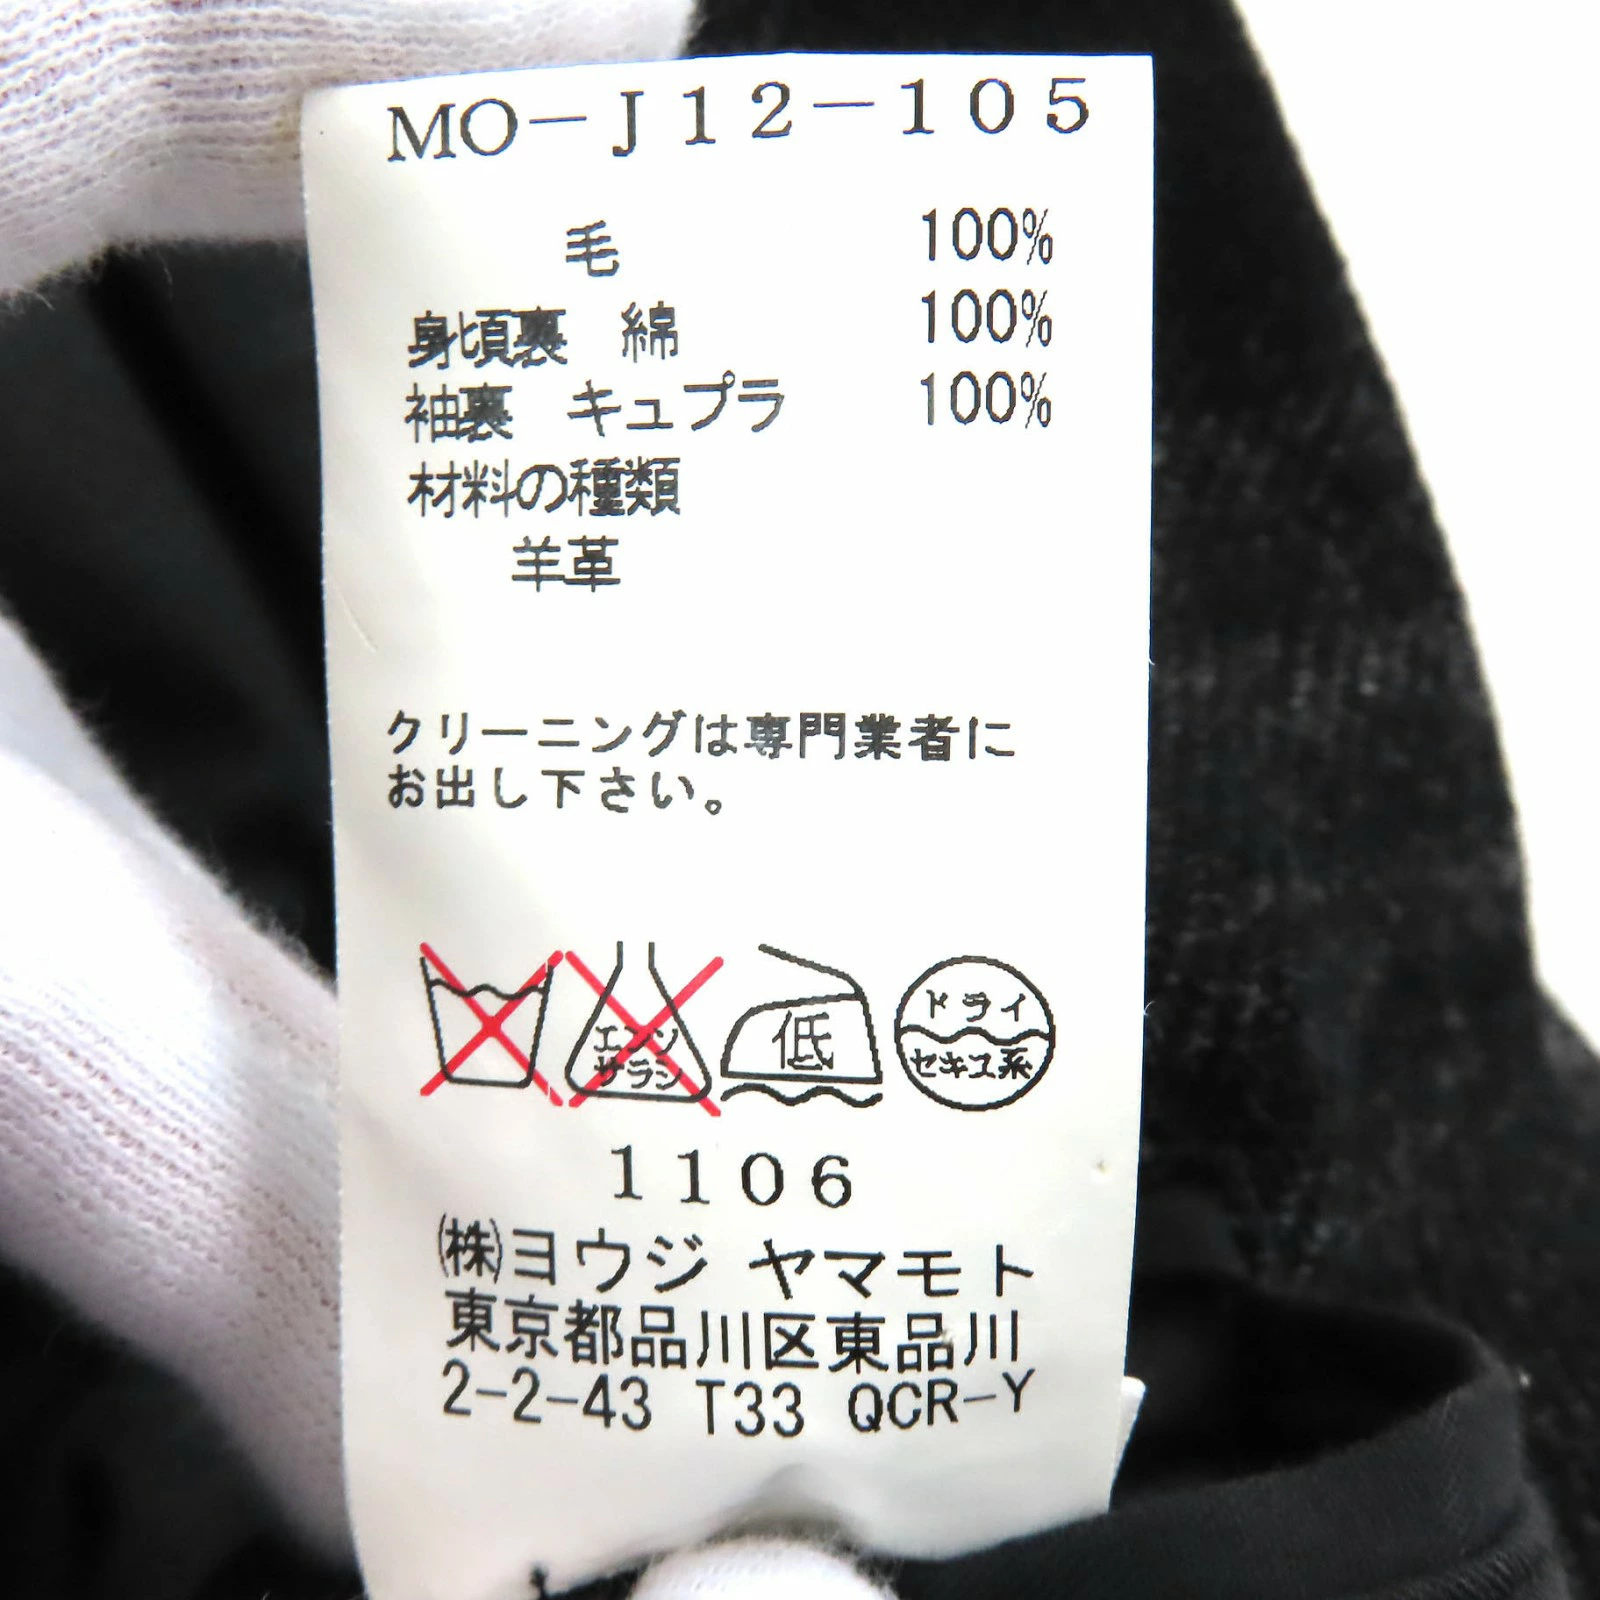 MO-J12-105
毛 100%
身頃裏 綿 100%
袖裏 キュプラ 100%
材料の種類
羊革
クリーニングは専門業者に
お出し下さい。
エンソ
サラシ
低
ドライ
セキユ系
1106
㈱ヨウジ ヤマモト
東京都品川区東品川
2-2-43 T33 QCR-Y